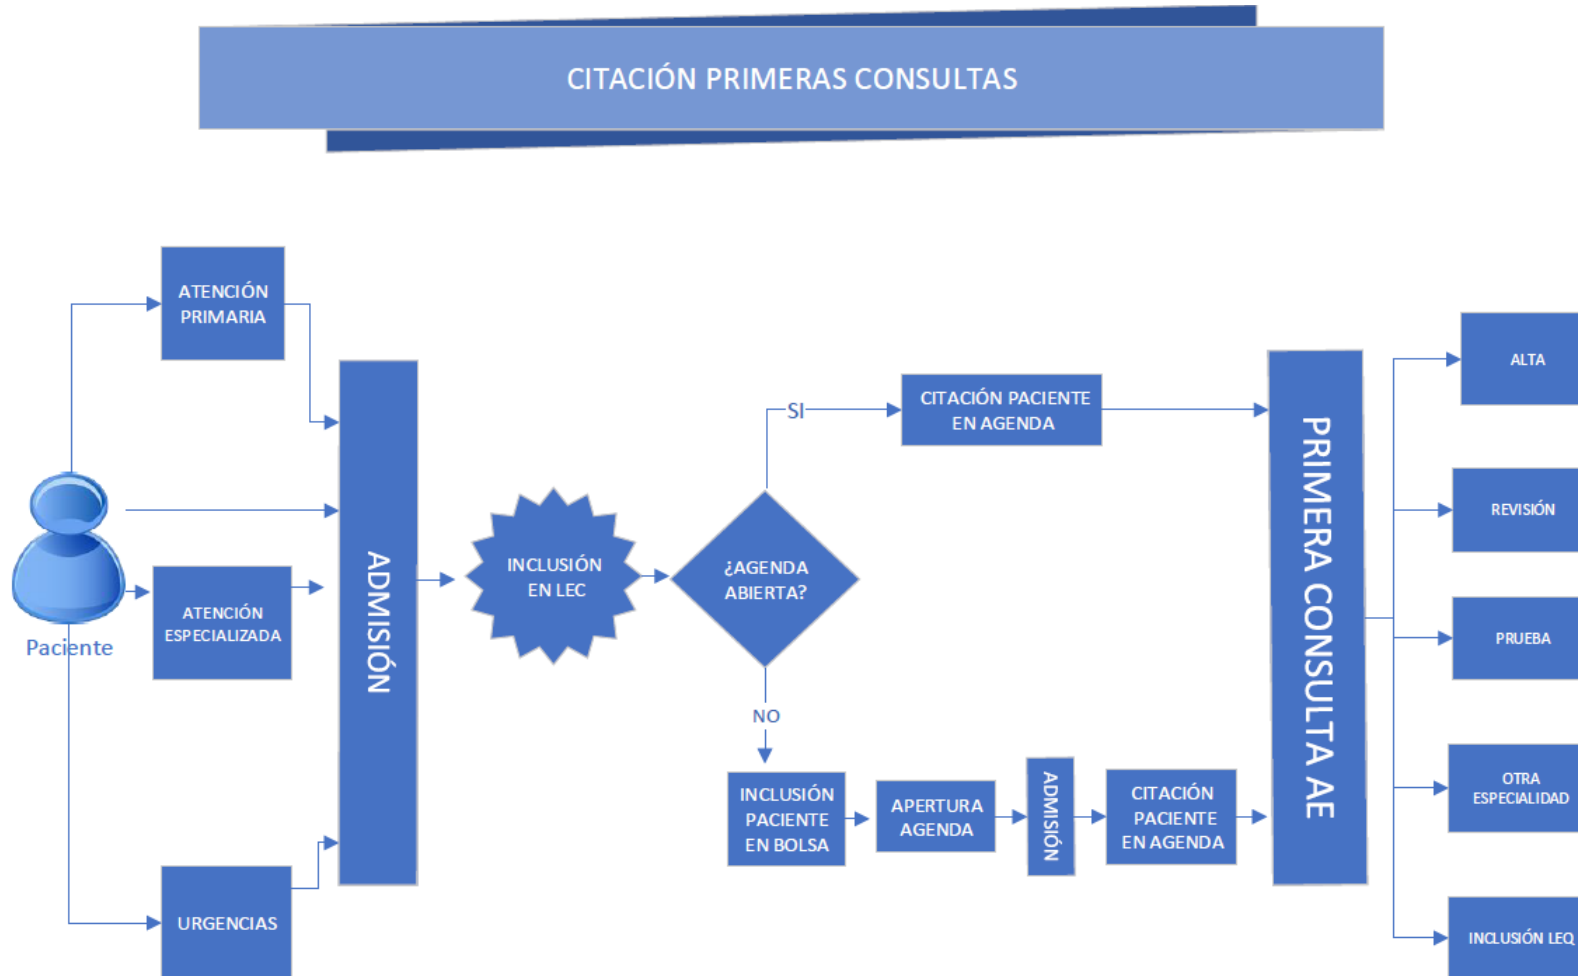 CITACIÓN PRIMERAS CONSULTAS
ATENCIÓN
PRIMARIA
Paciente
ATENCIÓN
ESPECIALIZADA
URGENCIAS
ADMISIÓN
INCLUSIÓN
EN LEC
¿AGENDA
ABIERTA?
SI
CITACIÓN PACIENTE
EN AGENDA
NO
INCLUSIÓN
PACIENTE
EN BOLSA
APERTURA
AGENDA
ADMISIÓN
CITACIÓN
PACIENTE
EN AGENDA
PRIMERA CONSULTA AE
ALTA
REVISIÓN
PRUEBA
OTRA
ESPECIALIDAD
INCLUSIÓN LEQ